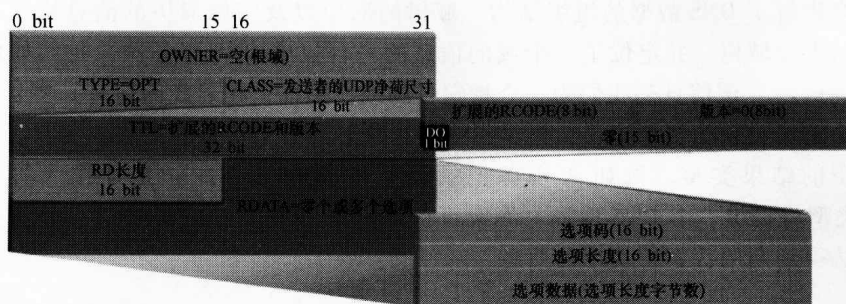 0 bit 15 16 31
OWNER=空(根域)
TYPE=OPT
16 bit
CLASS=发送者的UDP净荷尺寸
16 bit
TTL=扩展的RCODE和版本
32 bit
扩展的RCODE(8 bit) 版本=0(8bit)
DO
1 bit
零(15 bit)
RD长度
16 bit
RDATA=零个或多个选项
选项码(16 bit)
选项长度(16 bit)
选项数据(选项长度字节数)